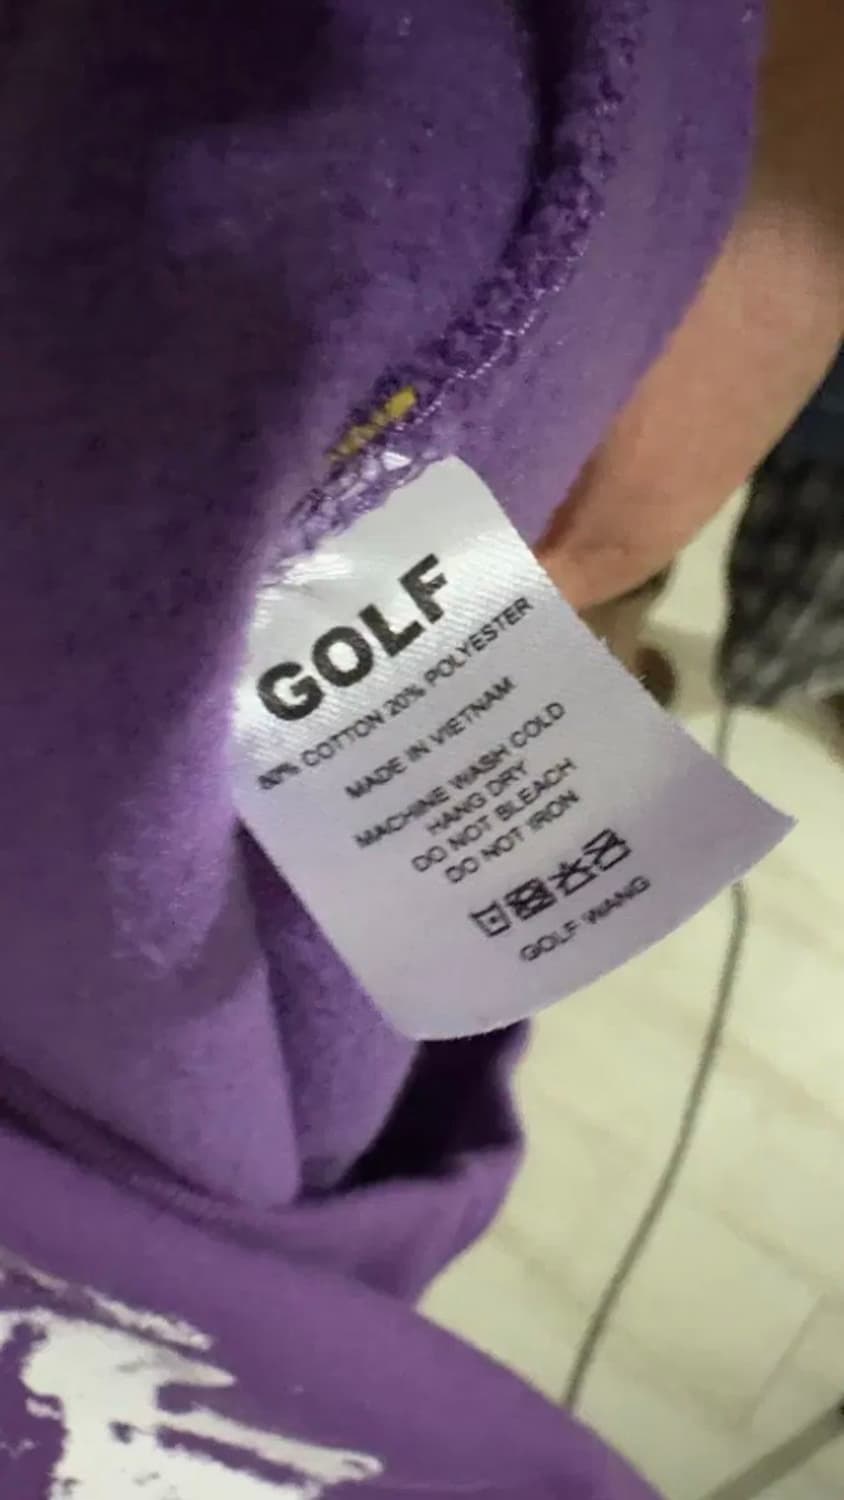 GOLF
80% COTTON 20% POLYESTER
MADE IN VIETNAM
MACHINE WASH COLD
HANG DRY
DO NOT BLEACH
DO NOT IRON
GOLF WANG